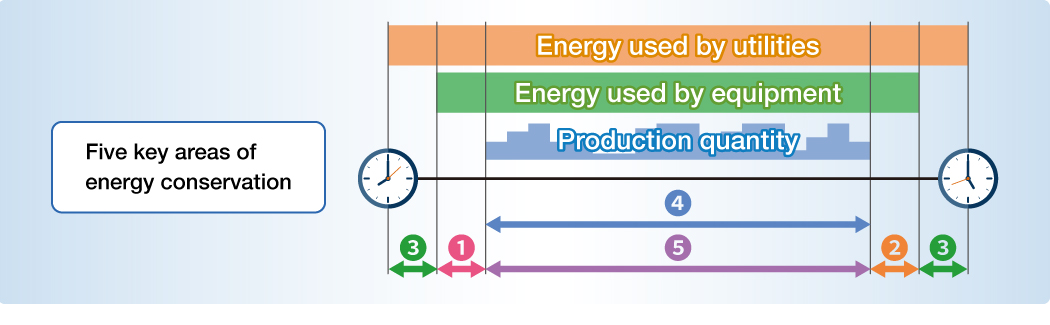 Energy used by utilities
Energy used by equipment
Production quantity
Five key areas of
energy conservation
4
3 1 5 2 3